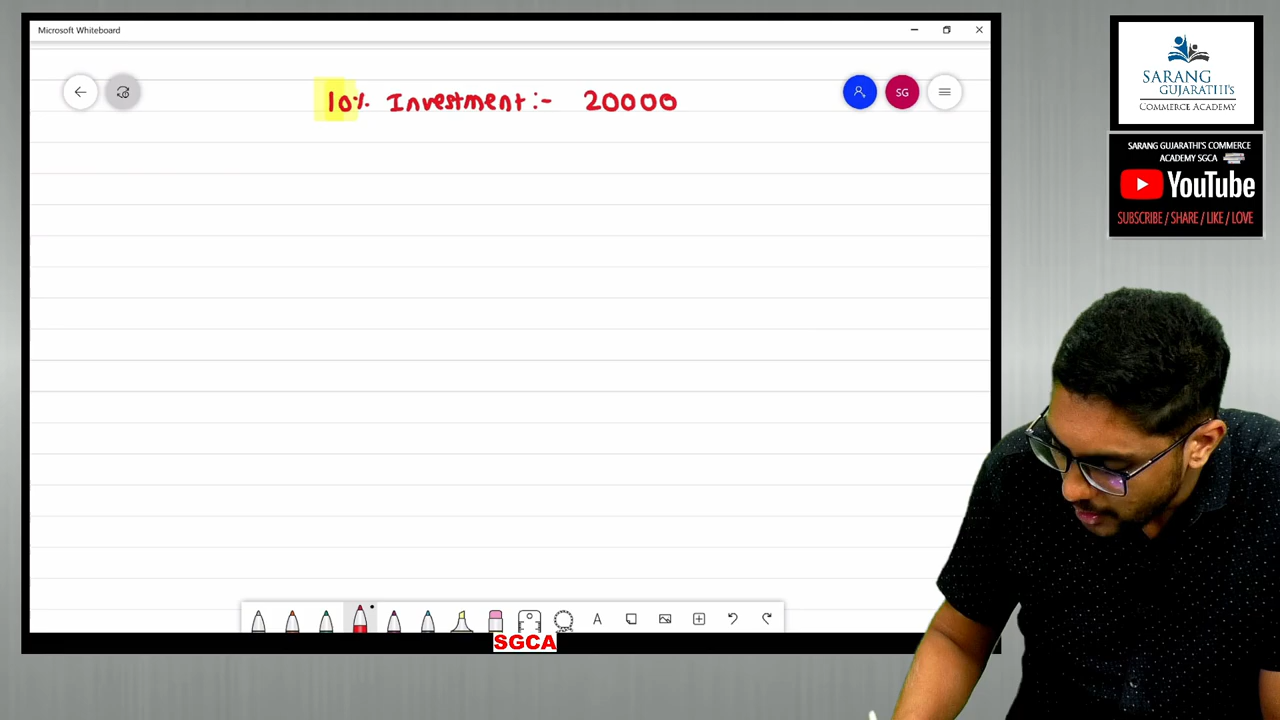 Microsoft Whiteboard
10% Investment :- 20000
SG
SARANG
GUJARATHI'S
COMMERCE ACADEMY
SARANG GUJARATHI'S COMMERCE
ACADEMY SGCA
YouTube
SUBSCRIBE / SHARE / LIKE / LOVE
A
SGCA